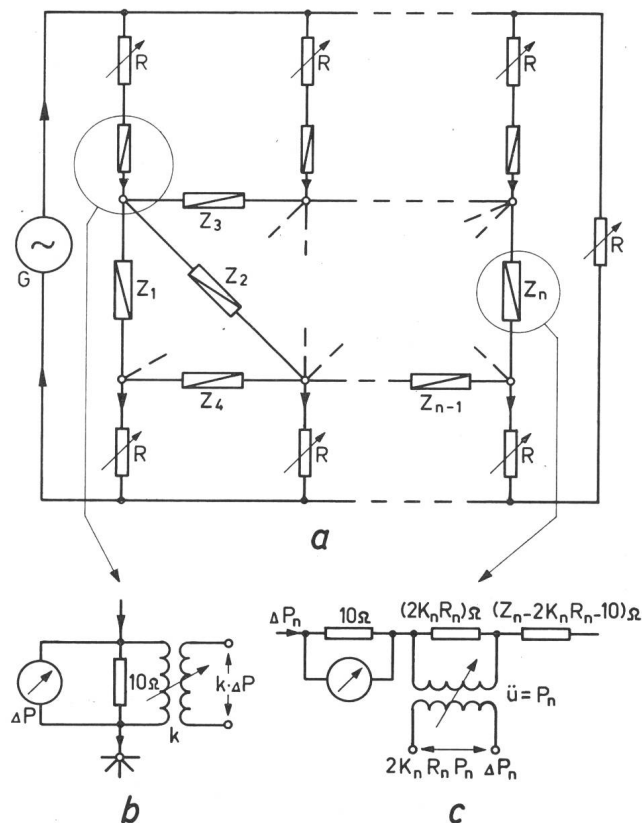 R R R
Z₃
G ~ R
Z₁ Z₂ Zₙ
Z₄ Zₙ₋₁
R R R
a
ΔPₙ 10Ω (2KₙRₙ)Ω (Zₙ-2KₙRₙ-10)Ω
ΔP 10Ω k·ΔP
k
ü=Pₙ
2KₙRₙPₙ ΔPₙ
b c